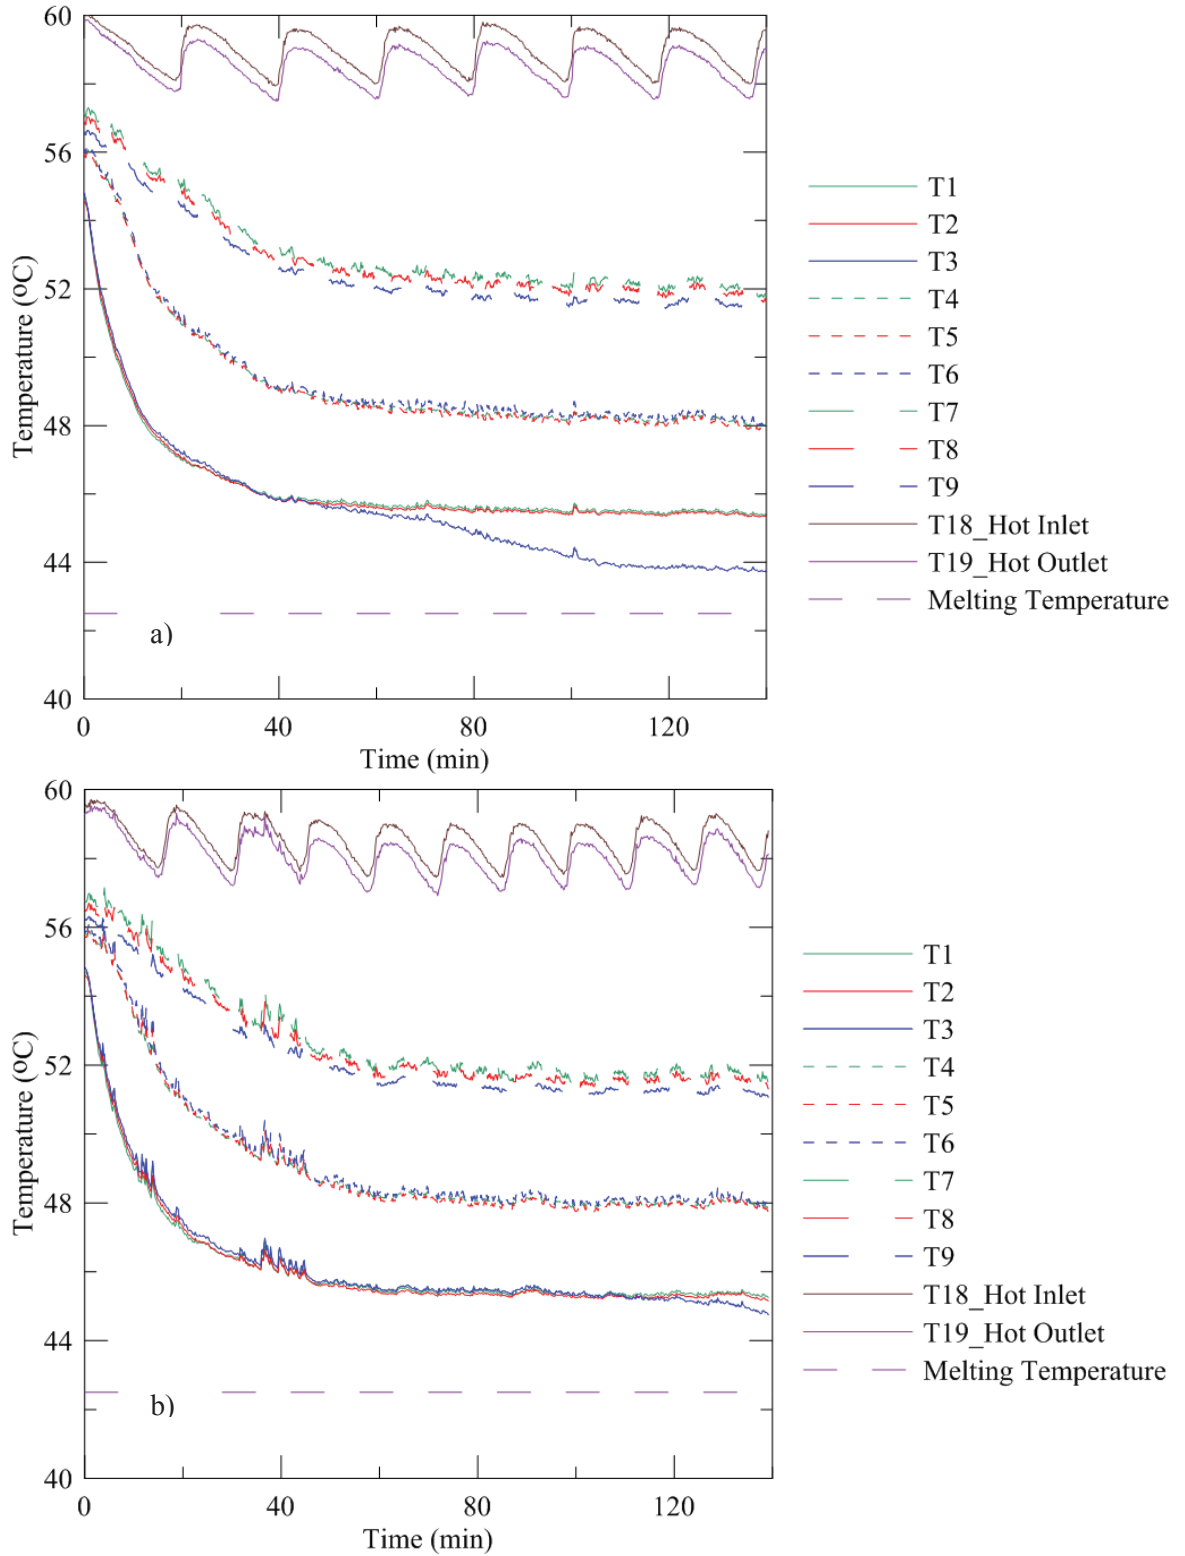 60
56
52
48
44
40
Temperature (oC)
a)
0
40
80
120
Time (min)
T1
T2
T3
T4
T5
T6
T7
T8
T9
T18_Hot Inlet
T19_Hot Outlet
Melting Temperature
60
56
52
48
44
40
Temperature (oC)
b)
0
40
80
120
Time (min)
T1
T2
T3
T4
T5
T6
T7
T8
T9
T18_Hot Inlet
T19_Hot Outlet
Melting Temperature